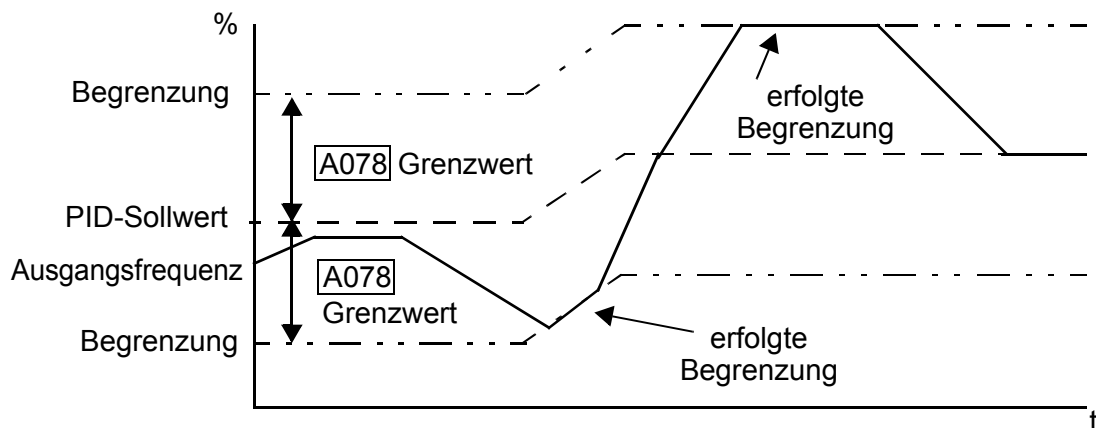 %
Begrenzung
erfolgte
Begrenzung
A078 Grenzwert
PID-Sollwert
Ausgangsfrequenz
A078
Grenzwert
Begrenzung
erfolgte
Begrenzung
t